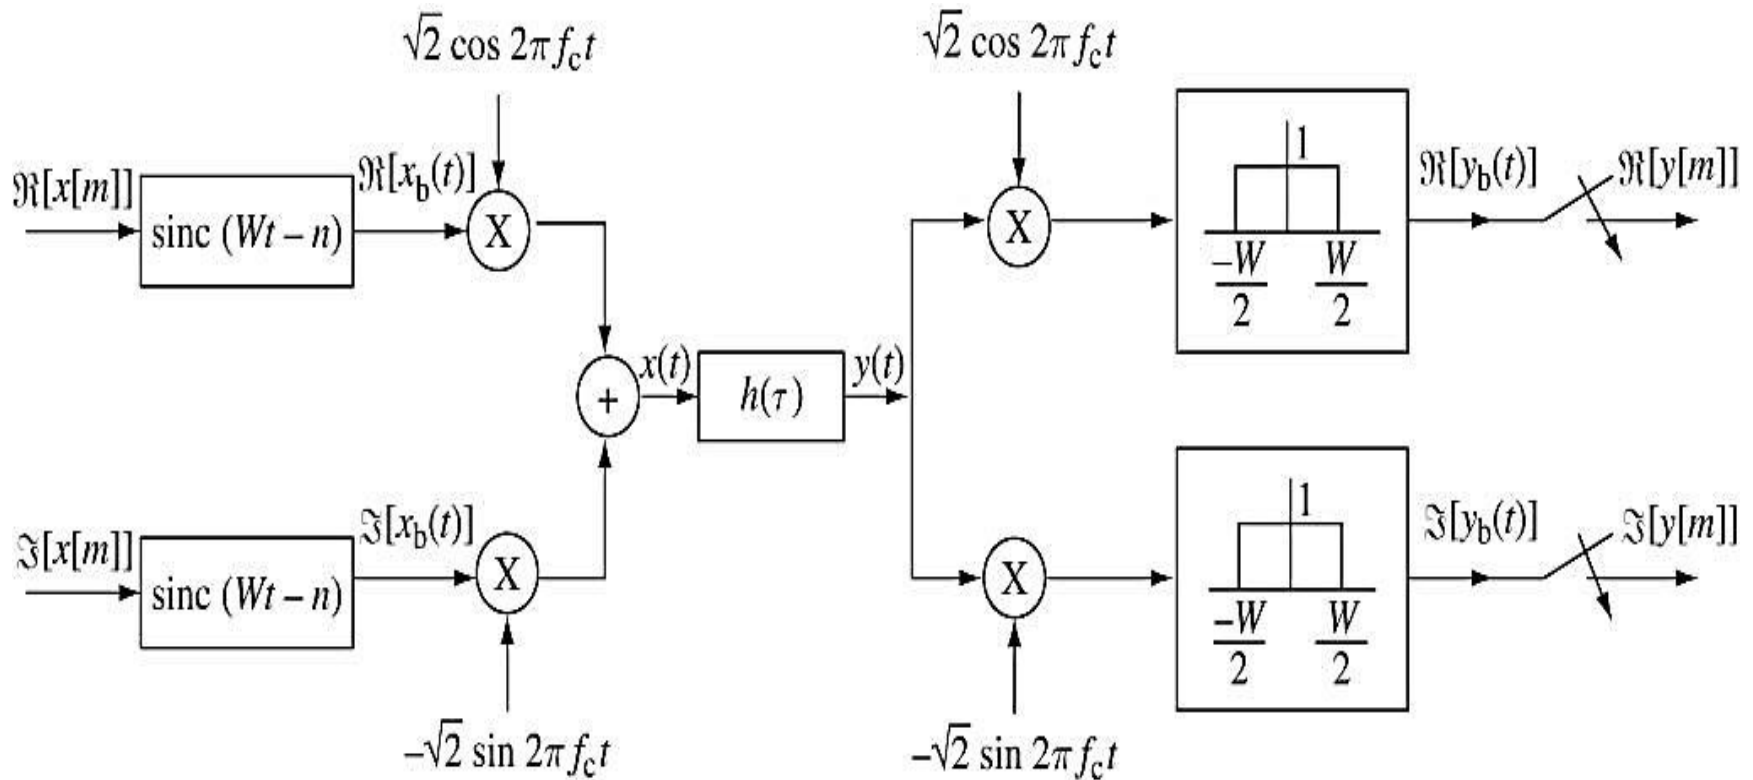 √2 cos 2πf_c t
√2 cos 2πf_c t
ℜ[x[m]]
sinc (Wt – n)
ℜ[x_b(t)]
X
X
1
–W/2
W/2
ℜ[y_b(t)]
ℜ[y[m]]
+
x(t)
h(τ)
y(t)
ℑ[x[m]]
sinc (Wt – n)
ℑ[x_b(t)]
X
X
1
–W/2
W/2
ℑ[y_b(t)]
ℑ[y[m]]
–√2 sin 2πf_c t
–√2 sin 2πf_c t